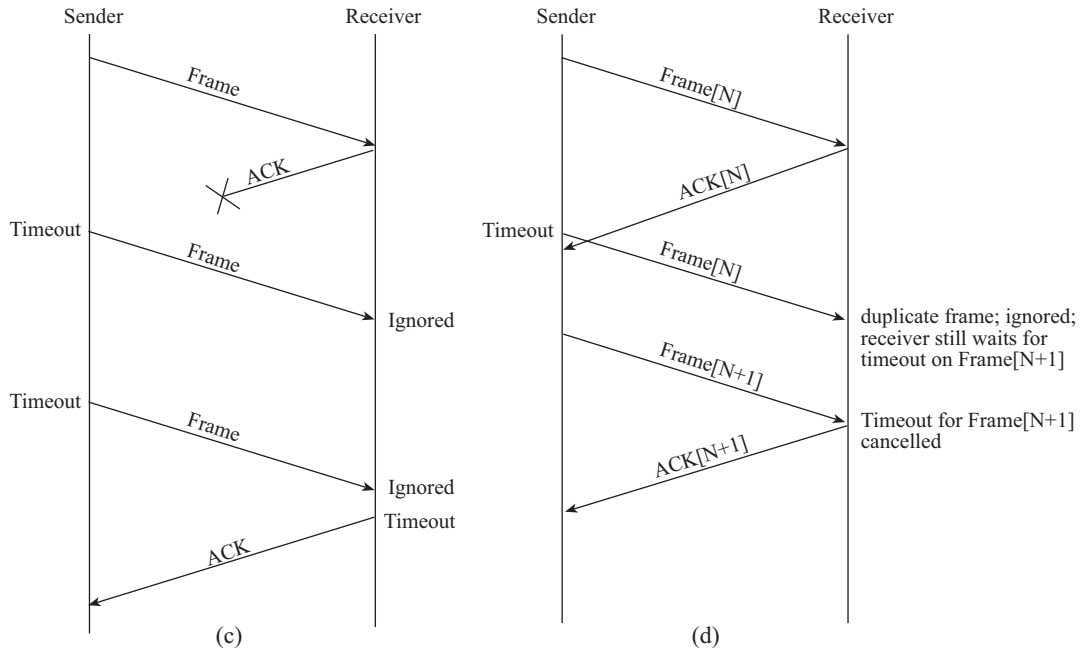 Sender
Receiver
Frame
ACK
Timeout
Frame
Ignored
Timeout
Frame
Ignored
Timeout
ACK
(c)
Sender
Receiver
Frame[N]
ACK[N]
Timeout
Frame[N]
duplicate frame; ignored;
receiver still waits for
timeout on Frame[N+1]
Frame[N+1]
Timeout for Frame[N+1]
cancelled
ACK[N+1]
(d)